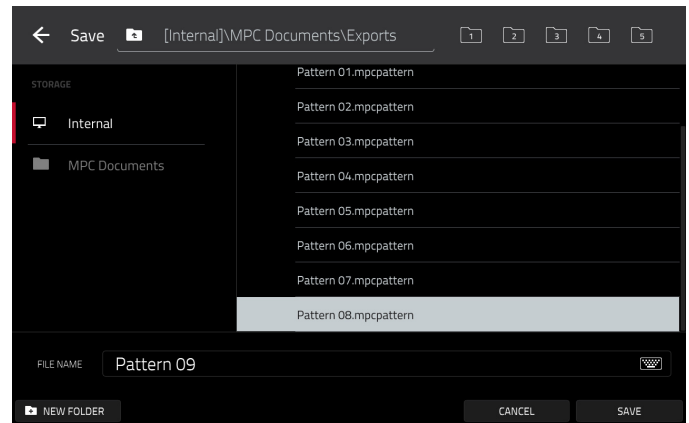 Save [Internal]\MPC Documents\Exports 1 2 3 4 5
STORAGE
Internal
MPC Documents
Pattern 01.mpcpattern
Pattern 02.mpcpattern
Pattern 03.mpcpattern
Pattern 04.mpcpattern
Pattern 05.mpcpattern
Pattern 06.mpcpattern
Pattern 07.mpcpattern
Pattern 08.mpcpattern
FILE NAME Pattern 09
NEW FOLDER CANCEL SAVE